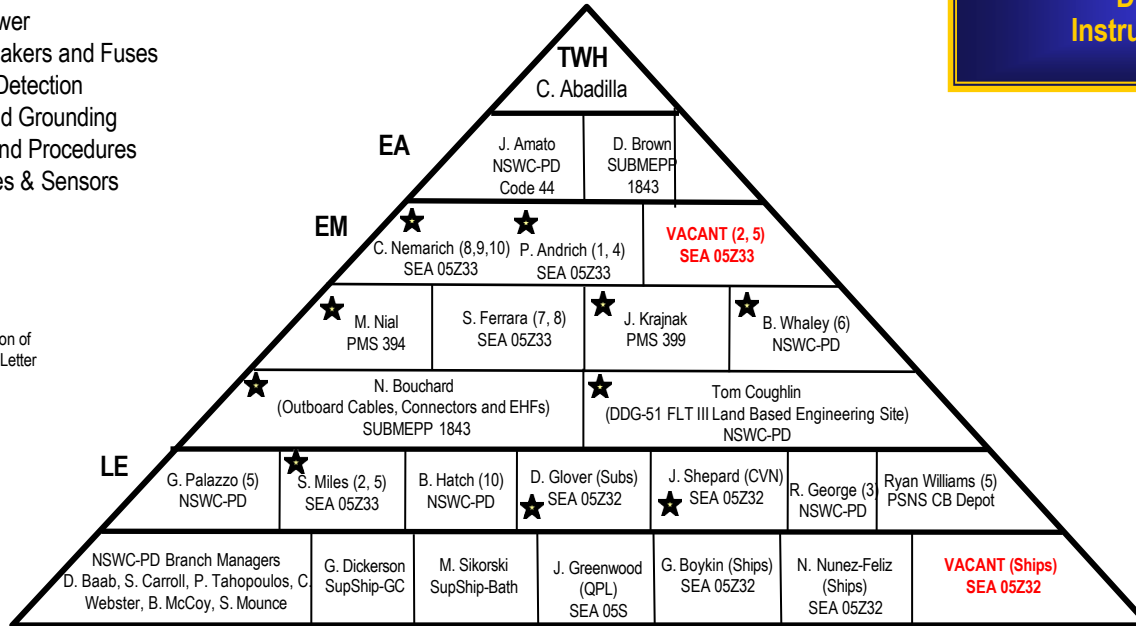 wer
akers and Fuses
Detection
d Grounding
nd Procedures
es & Sensors
on of
Letter
Instru
TWH
C. Abadilla
EA
J. Amato
NSWC-PD
Code 44
D. Brown
SUBMEPP
1843
EM
C. Nemarich (8,9,10)
SEA 05Z33
P. Andrich (1, 4)
SEA 05Z33
VACANT (2, 5)
SEA 05Z33
M. Nial
PMS 394
S. Ferrara (7, 8)
SEA 05Z33
J. Krajnak
PMS 399
B. Whaley (6)
NSWC-PD
N. Bouchard
(Outboard Cables, Connectors and EHFs)
SUBMEPP 1843
Tom Coughlin
(DDG-51 FLT III Land Based Engineering Site)
NSWC-PD
LE
G. Palazzo (5)
NSWC-PD
S. Miles (2, 5)
SEA 05Z33
B. Hatch (10)
NSWC-PD
D. Glover (Subs)
SEA 05Z32
J. Shepard (CVN)
SEA 05Z32
R. George (3)
NSWC-PD
Ryan Williams (5)
PSNS CB Depot
NSWC-PD Branch Managers
D. Baab, S. Carroll, P. Tahopoulos, C.
Webster, B. McCoy, S. Mounce
G. Dickerson
SupShip-GC
M. Sikorski
SupShip-Bath
J. Greenwood
(QPL)
SEA 05S
G. Boykin (Ships)
SEA 05Z32
N. Nunez-Feliz
(Ships)
SEA 05Z32
VACANT (Ships)
SEA 05Z32